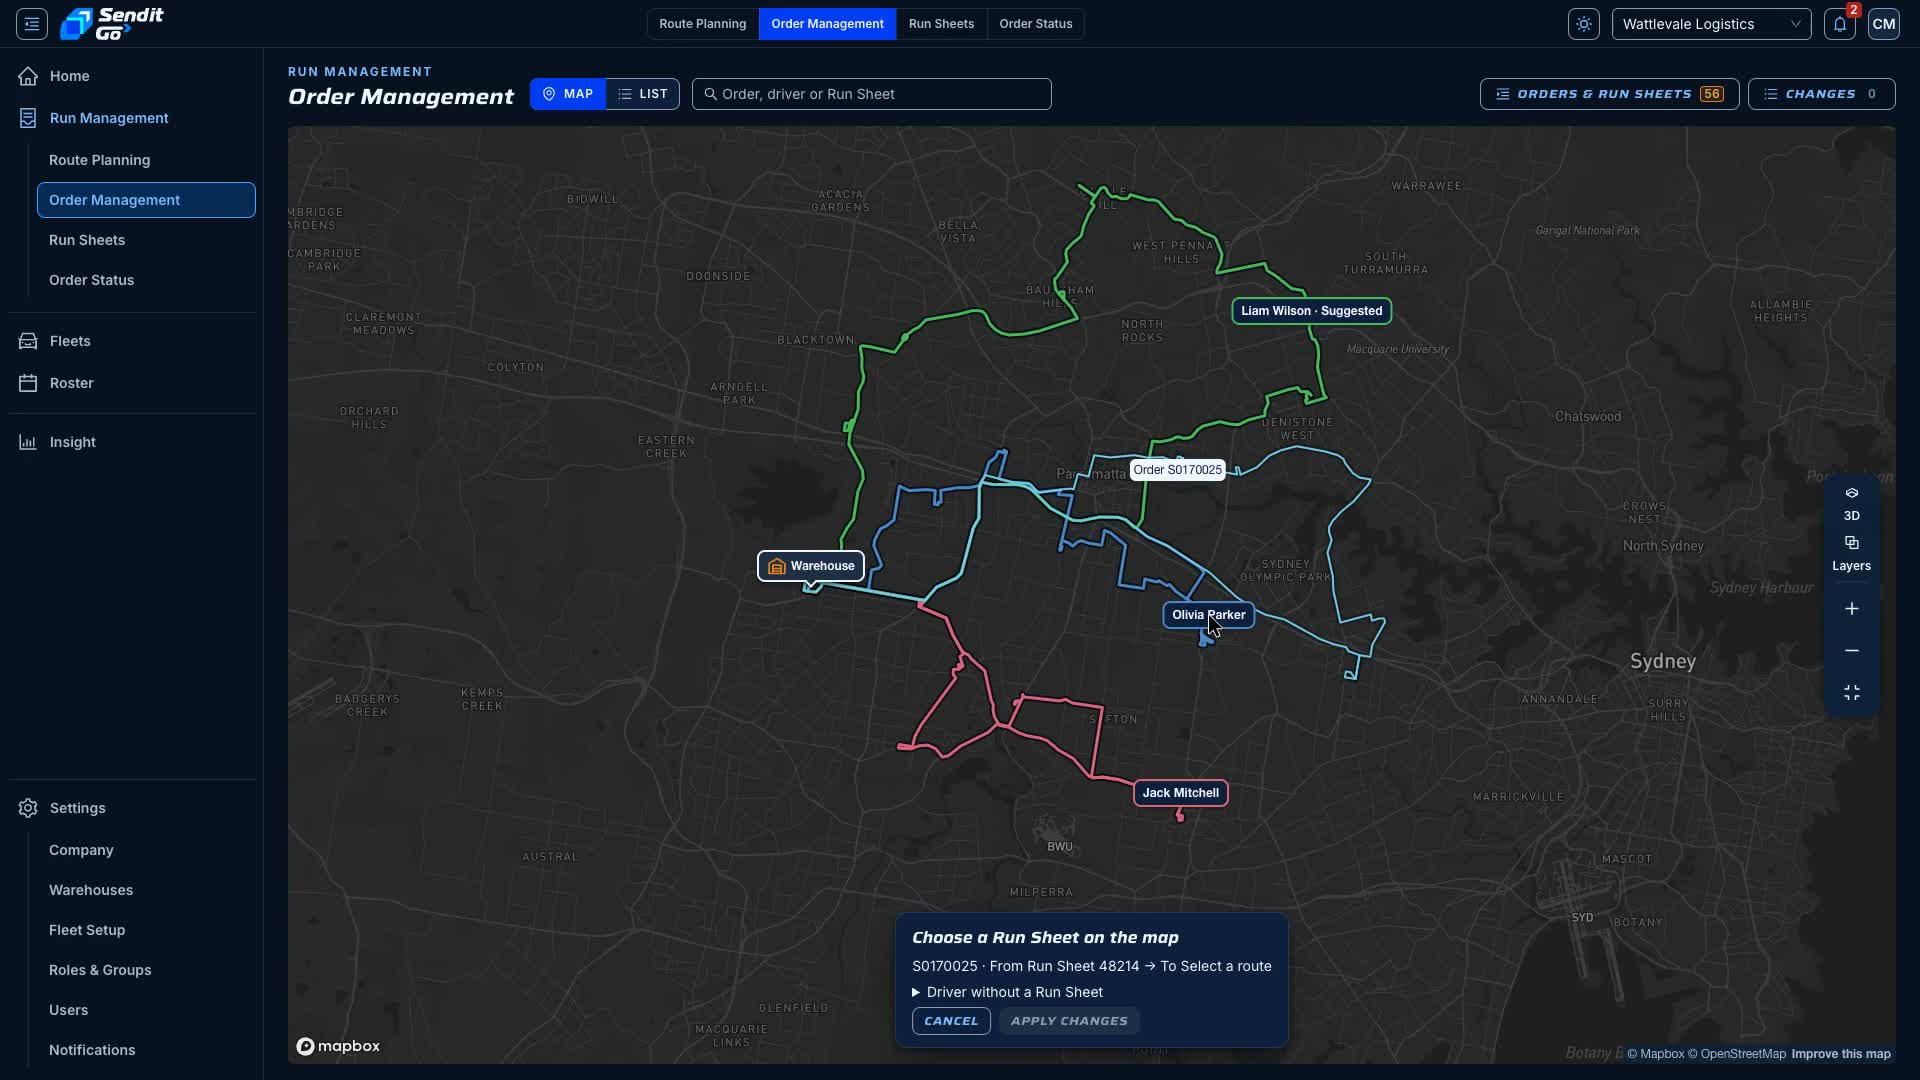 Sendit Go
Route Planning
Order Management
Run Sheets
Order Status
Wattlevale Logistics
2
CM
Home
Run Management
Route Planning
Order Management
Run Sheets
Order Status
Fleets
Roster
Insight
Settings
Company
Warehouses
Fleet Setup
Roles & Groups
Users
Notifications
RUN MANAGEMENT
Order Management
MAP
LIST
Order, driver or Run Sheet
ORDERS & RUN SHEETS 56
CHANGES 0
WARRAWEE
BIDWILL
ACACIA
GARDENS
MBRIDGE
ARDENS
BELLA
VISTA
Garigal National Park
WEST PENNA
HILLS
CAMBRIDGE
PARK
SOUTH
TURRAMURRA
DOONSIDE
HILLS
ALLAMBIE
HEIGHTS
Liam Wilson · Suggested
CLAREMONT
MEADOWS
NORTH
ROCKS
BLACKTOWN
Macquarie University
COLYTON
ARNDELL
PARK
ORCHARD
HILLS
Chatswood
DENISTONE
WEST
EASTERN
CREEK
Order S0170025
CROWS
NEST
North Sydney
3D
Layers
Warehouse
SYDNEY
OLYMPIC PARK
Sydney Harbour
Olivia Parker
Sydney
BADGERYS
CREEK
KEMPS
CREEK
ANNANDALE
SURRY
HILLS
Jack Mitchell
MARRICKVILLE
BWU
AUSTRAL
MASCOT
MILPERRA
SYD
BOTANY
Choose a Run Sheet on the map
S0170025 · From Run Sheet 48214 → To Select a route
Driver without a Run Sheet
CANCEL
APPLY CHANGES
GLENFIELD
MACQUARIE
LINKS
mapbox
POINT
Botany B
© Mapbox © OpenStreetMap Improve this map